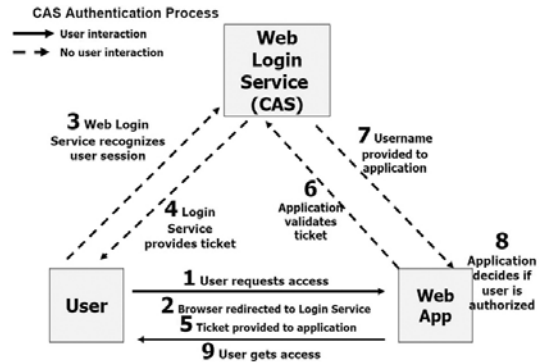 CAS Authentication Process
User interaction
No user interaction
Web
Login
Service
(CAS)
3 Web Login
Service recognizes
user session
7 Username
provided to
application
4 Login
Service
provides ticket
6
Application
validates
ticket
8
Application
decides if
user is
authorized
User
1 User requests access
2 Browser redirected to Login Service
5 Ticket provided to application
9 User gets access
Web
App